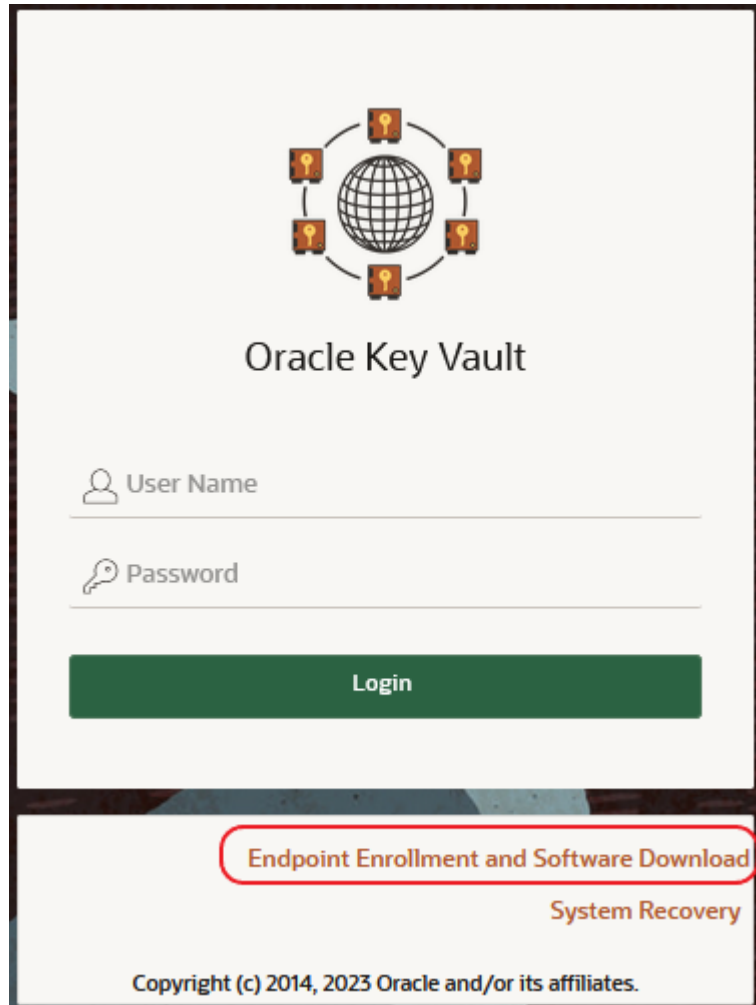 Oracle Key Vault
User Name
Password
Login
Endpoint Enrollment and Software Download
System Recovery
Copyright (c) 2014, 2023 Oracle and/or its affiliates.